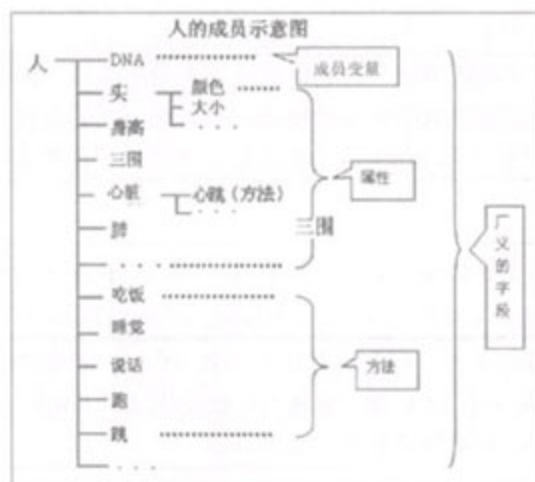 人的成员示意图
人 DNA 成员变量
头 颜色
大小
身高 . . .
三围 属性
心脏 心跳（方法）
. . .
肺 三围
. . .
广义的字段
吃饭
睡觉
说话 方法
跑
跳
. . .